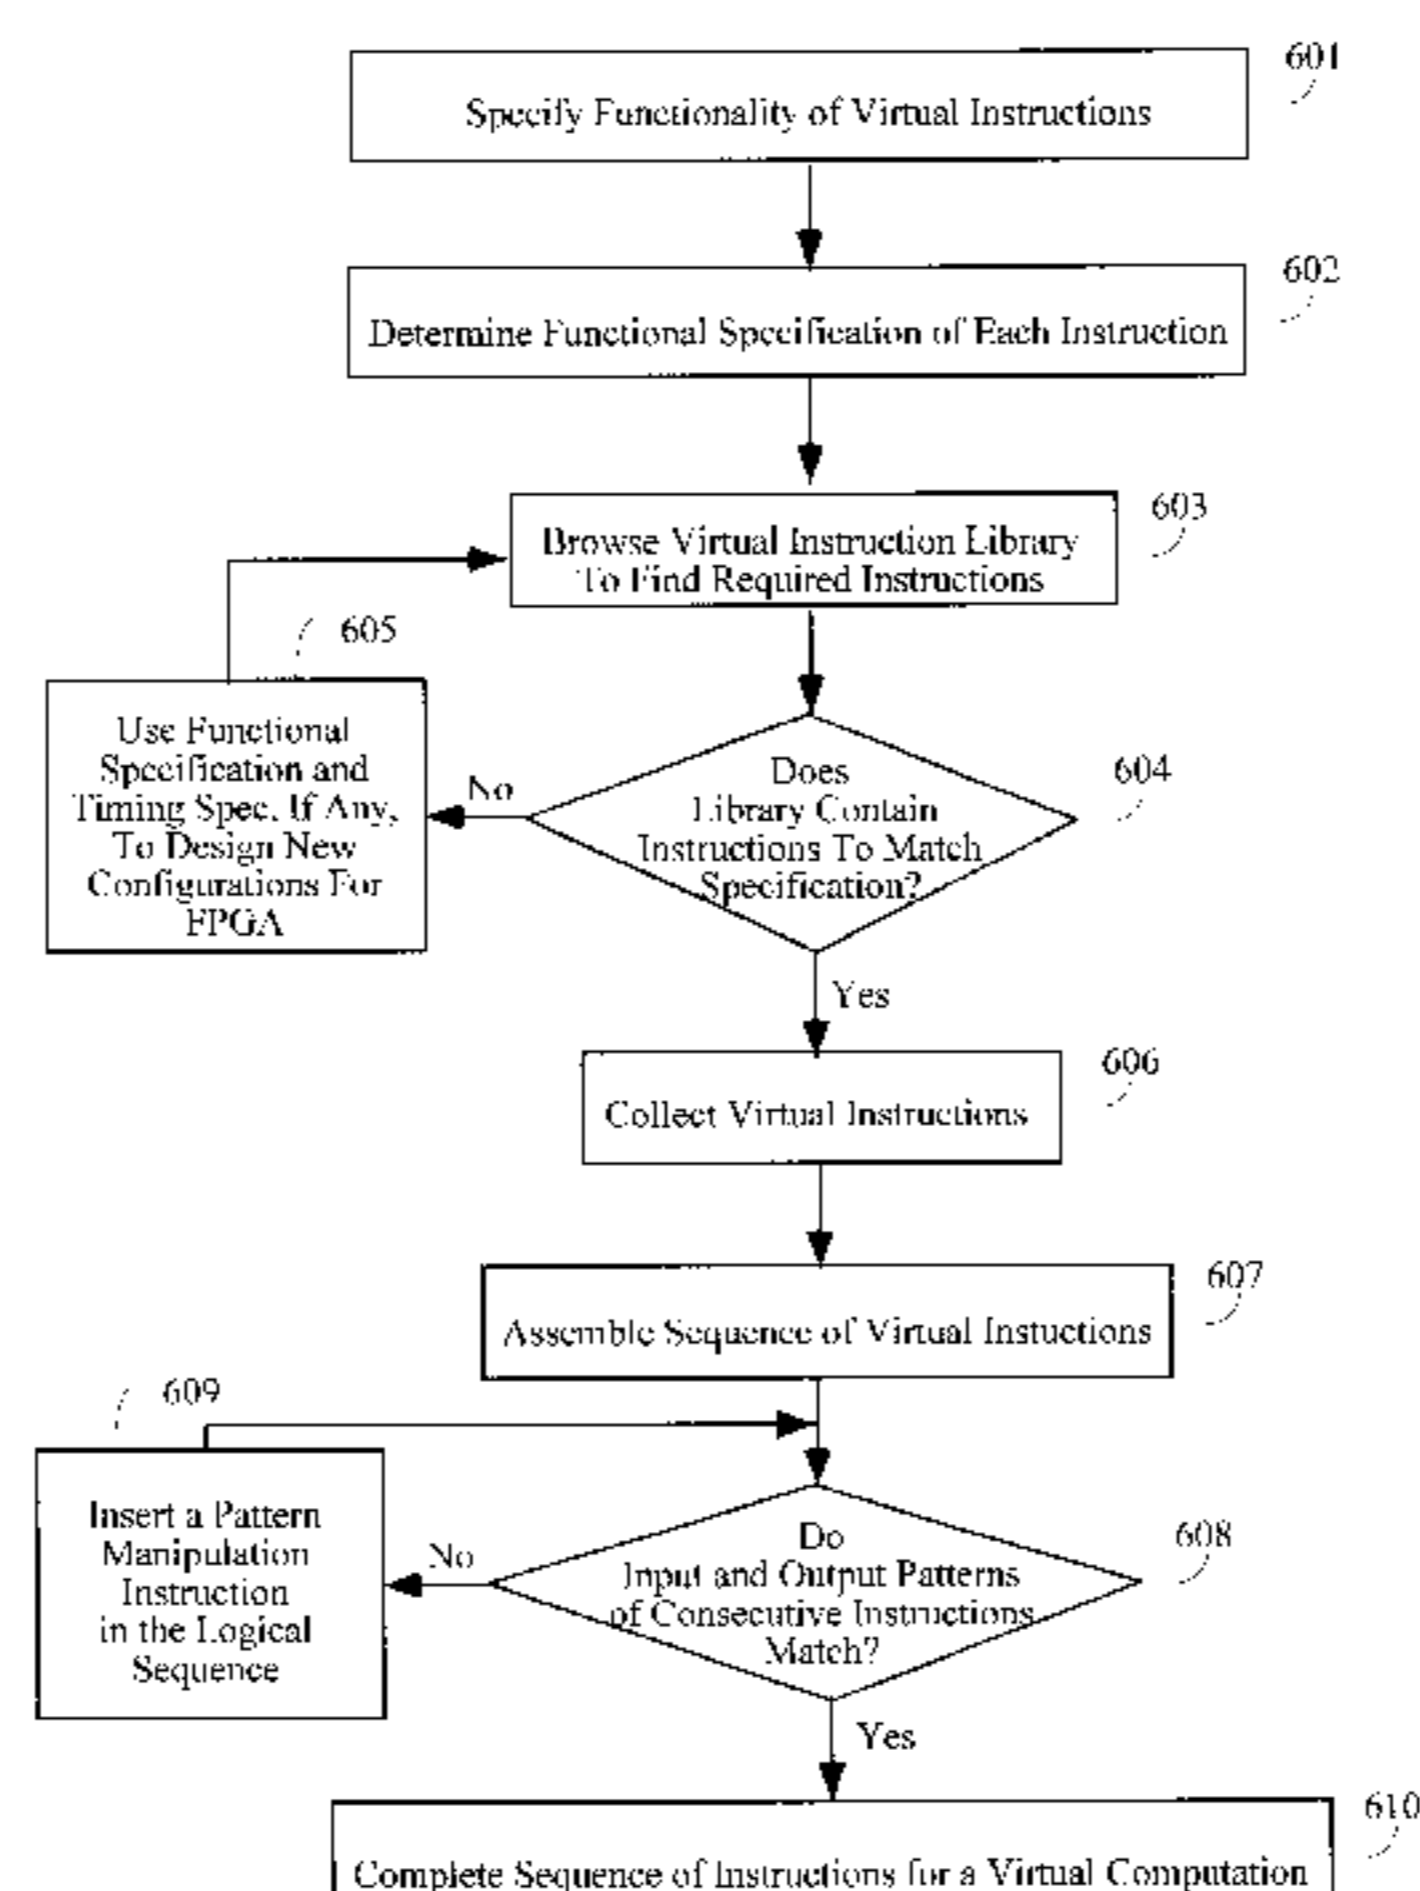 601
Specify Functionality of Virtual Instructions
602
Determine Functional Specification of Each Instruction
603
Browse Virtual Instruction Library
To Find Required Instructions
605
Use Functional
Specification and
Timing Spec. If Any,
To Design New
Configurations For
FPGA
No
Does
Library Contain
Instructions To Match
Specification?
604
Yes
606
Collect Virtual Instructions
607
Assemble Sequence of Virtual Instuctions
609
Insert a Pattern
Manipulation
Instruction
in the Logical
Sequence
No
Do
Input and Output Patterns
of Consecutive Instructions
Match?
608
Yes
610
Complete Sequence of Instructions for a Virtual Computation